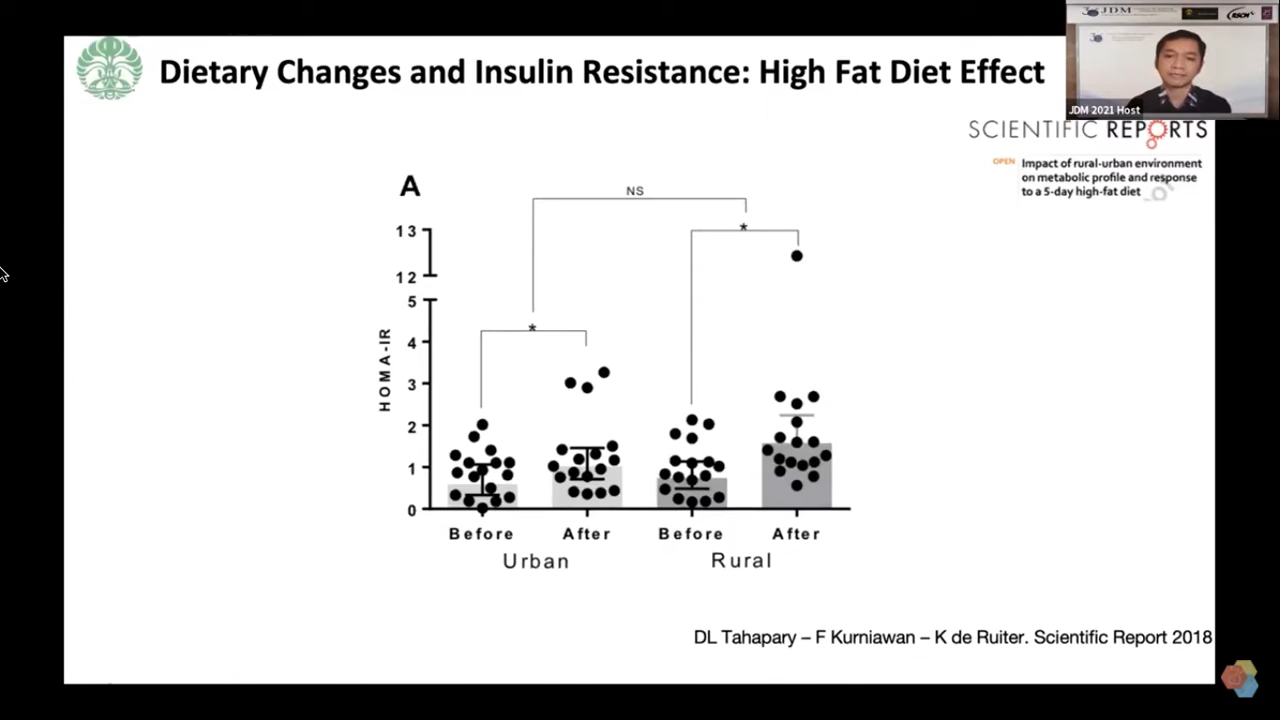 Dietary Changes and Insulin Resistance: High Fat Diet Effect
JDM
JDM 2021 Host
SCIENTIFIC REPORTS
OPEN Impact of rural-urban environment
on metabolic profile and response
to a 5-day high-fat diet
A
NS
*
*
13
12
5
4
3
2
1
0
HOMA-IR
Before After Before After
Urban Rural
DL Tahapary – F Kurniawan – K de Ruiter. Scientific Report 2018